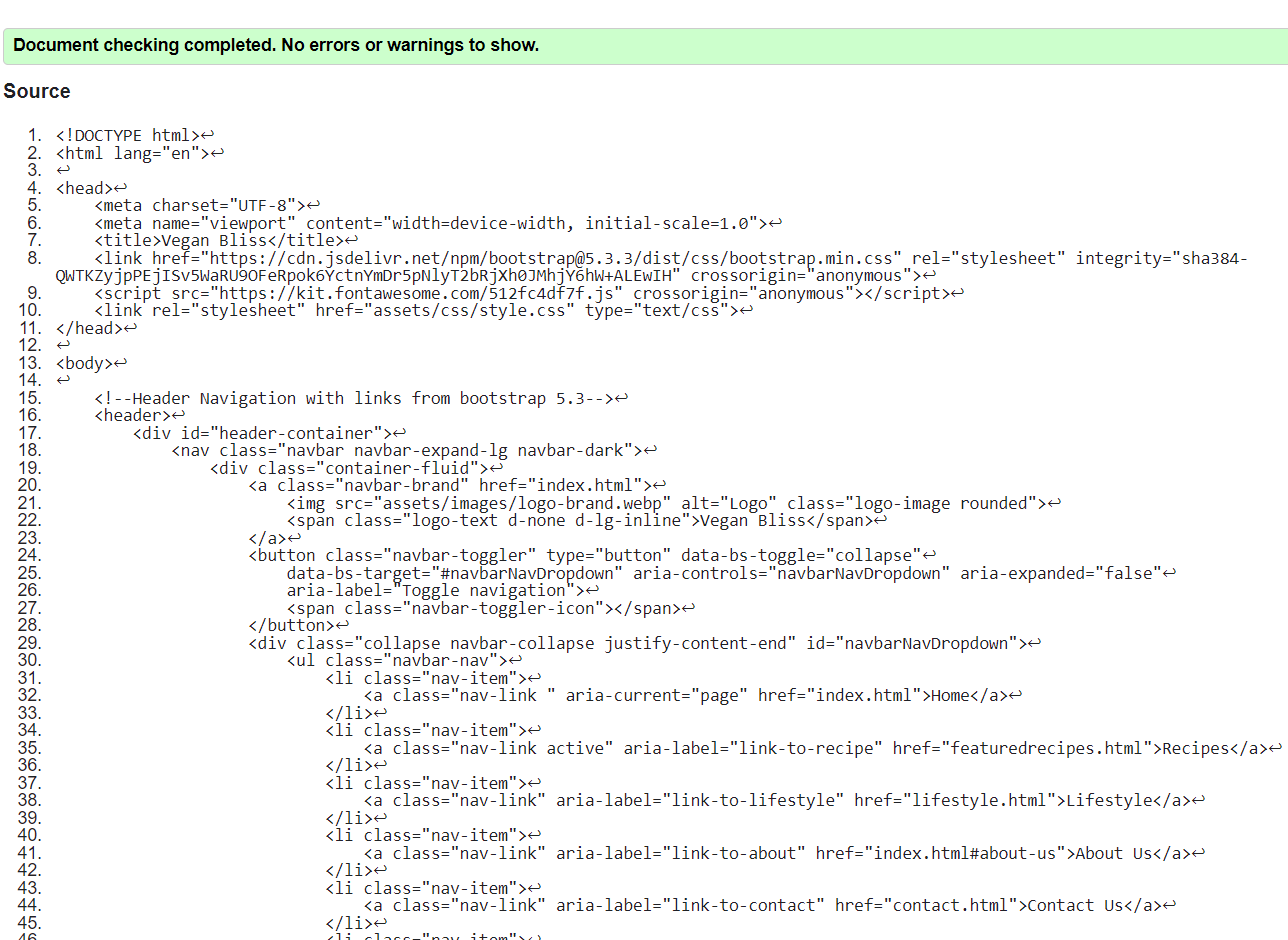 Document checking completed. No errors or warnings to show.
Source
1. <!DOCTYPE html>↩
2. <html lang="en">↩
3. ↩
4. <head>↩
5. <meta charset="UTF-8">↩
6. <meta name="viewport" content="width=device-width, initial-scale=1.0">↩
7. <title>Vegan Bliss</title>↩
8. <link href="https://cdn.jsdelivr.net/npm/bootstrap@5.3.3/dist/css/bootstrap.min.css" rel="stylesheet" integrity="sha384-
QWTKZyjpPEjISv5WaRU9OFeRpok6YctnYmDr5pNlyT2bRjXh0JMhjY6hW+ALEwIH" crossorigin="anonymous">↩
9. <script src="https://kit.fontawesome.com/512fc4df7f.js" crossorigin="anonymous"></script>↩
10. <link rel="stylesheet" href="assets/css/style.css" type="text/css">↩
11. </head>↩
12. ↩
13. <body>↩
14. ↩
15. <!--Header Navigation with links from bootstrap 5.3-->↩
16. <header>↩
17. <div id="header-container">↩
18. <nav class="navbar navbar-expand-lg navbar-dark">↩
19. <div class="container-fluid">↩
20. <a class="navbar-brand" href="index.html">↩
21. <img src="assets/images/logo-brand.webp" alt="Logo" class="logo-image rounded">↩
22. <span class="logo-text d-none d-lg-inline">Vegan Bliss</span>↩
23. </a>↩
24. <button class="navbar-toggler" type="button" data-bs-toggle="collapse"↩
25. data-bs-target="#navbarNavDropdown" aria-controls="navbarNavDropdown" aria-expanded="false"↩
26. aria-label="Toggle navigation">↩
27. <span class="navbar-toggler-icon"></span>↩
28. </button>↩
29. <div class="collapse navbar-collapse justify-content-end" id="navbarNavDropdown">↩
30. <ul class="navbar-nav">↩
31. <li class="nav-item">↩
32. <a class="nav-link " aria-current="page" href="index.html">Home</a>↩
33. </li>↩
34. <li class="nav-item">↩
35. <a class="nav-link active" aria-label="link-to-recipe" href="featuredrecipes.html">Recipes</a>↩
36. </li>↩
37. <li class="nav-item">↩
38. <a class="nav-link" aria-label="link-to-lifestyle" href="lifestyle.html">Lifestyle</a>↩
39. </li>↩
40. <li class="nav-item">↩
41. <a class="nav-link" aria-label="link-to-about" href="index.html#about-us">About Us</a>↩
42. </li>↩
43. <li class="nav-item">↩
44. <a class="nav-link" aria-label="link-to-contact" href="contact.html">Contact Us</a>↩
45. </li>↩
46. <li class="nav-item">↩